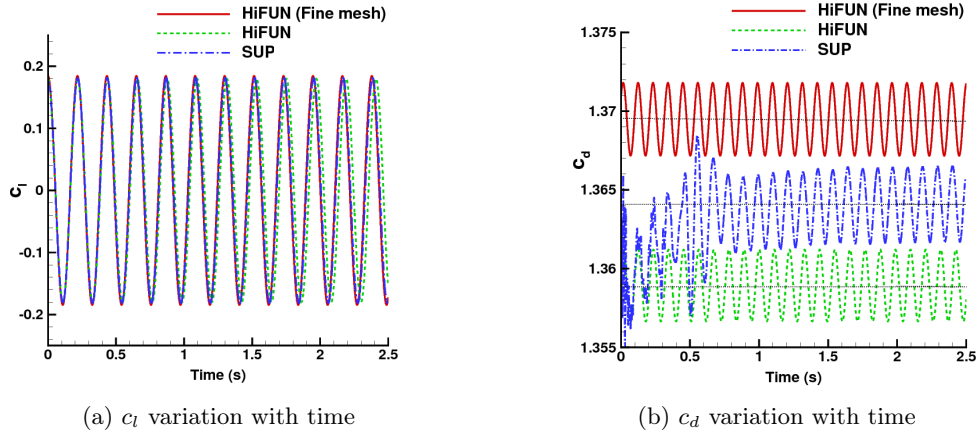 HiFUN (Fine mesh)
HiFUN
SUP
0.2
0.1
0
-0.1
-0.2
c_l
0 0.5 1 1.5 2 2.5
Time (s)
(a) c_l variation with time
HiFUN (Fine mesh)
HiFUN
SUP
1.375
1.37
1.365
1.36
1.355
c_d
0 0.5 1 1.5 2 2.5
Time (s)
(b) c_d variation with time